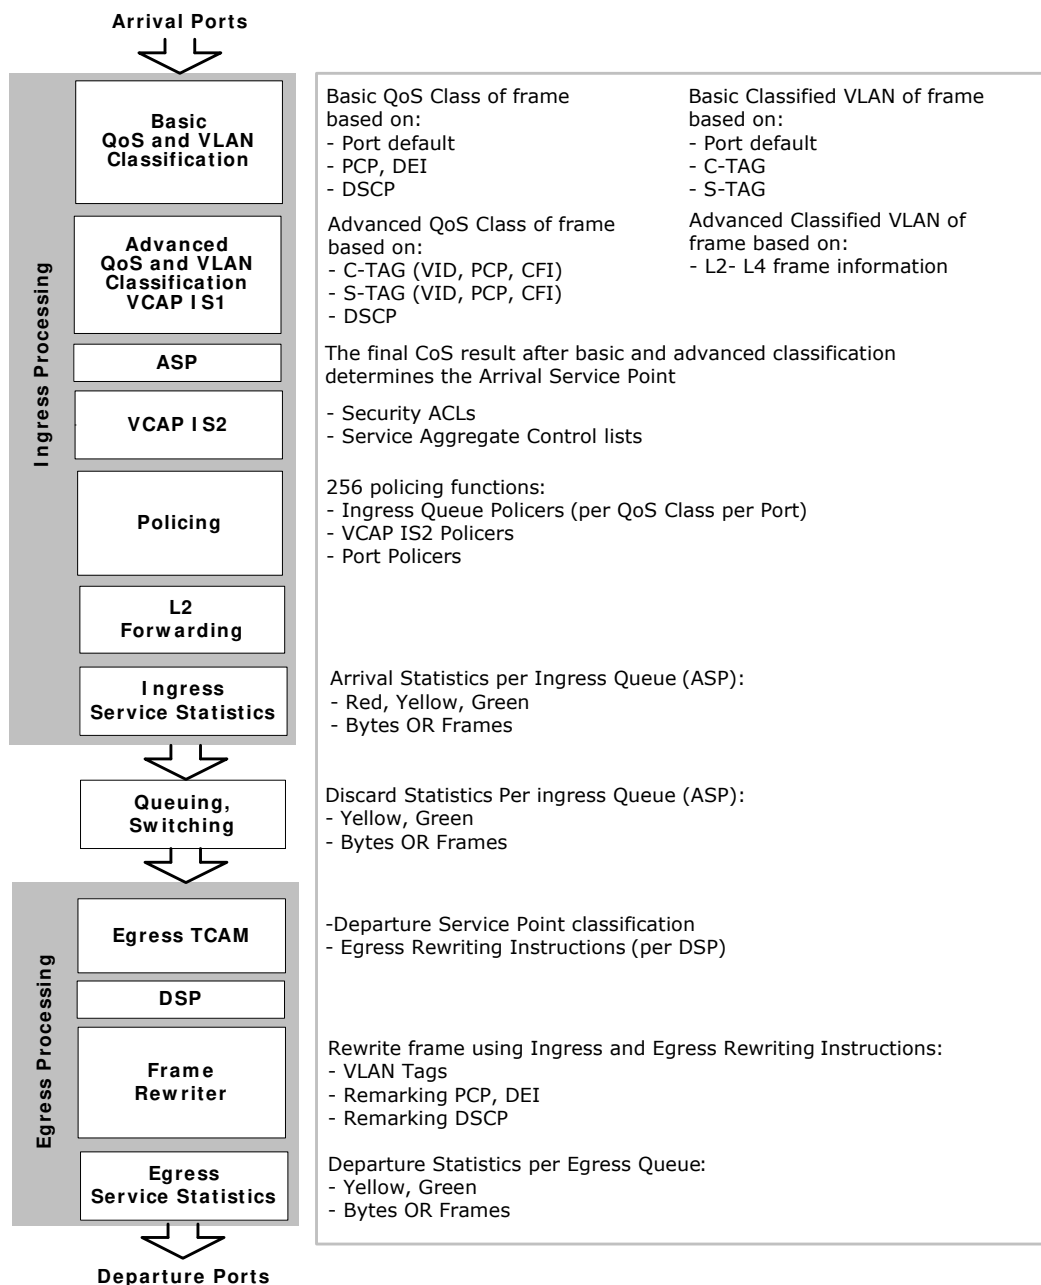 Arrival Ports
Ingress Processing
Basic
QoS and VLAN
Classification
Basic QoS Class of frame
based on:
- Port default
- PCP, DEI
- DSCP
Basic Classified VLAN of frame
based on:
- Port default
- C-TAG
- S-TAG
Advanced
QoS and VLAN
Classification
VCAP IS1
Advanced QoS Class of frame
based on:
- C-TAG (VID, PCP, CFI)
- S-TAG (VID, PCP, CFI)
- DSCP
Advanced Classified VLAN of
frame based on:
- L2- L4 frame information
ASP
The final CoS result after basic and advanced classification
determines the Arrival Service Point
VCAP IS2
- Security ACLs
- Service Aggregate Control lists
Policing
256 policing functions:
- Ingress Queue Policers (per QoS Class per Port)
- VCAP IS2 Policers
- Port Policers
L2
Forwarding
Ingress
Service Statistics
Arrival Statistics per Ingress Queue (ASP):
- Red, Yellow, Green
- Bytes OR Frames
Queuing,
Switching
Discard Statistics Per ingress Queue (ASP):
- Yellow, Green
- Bytes OR Frames
Egress Processing
Egress TCAM
-Departure Service Point classification
- Egress Rewriting Instructions (per DSP)
DSP
Frame
Rewriter
Rewrite frame using Ingress and Egress Rewriting Instructions:
- VLAN Tags
- Remarking PCP, DEI
- Remarking DSCP
Egress
Service Statistics
Departure Statistics per Egress Queue:
- Yellow, Green
- Bytes OR Frames
Departure Ports